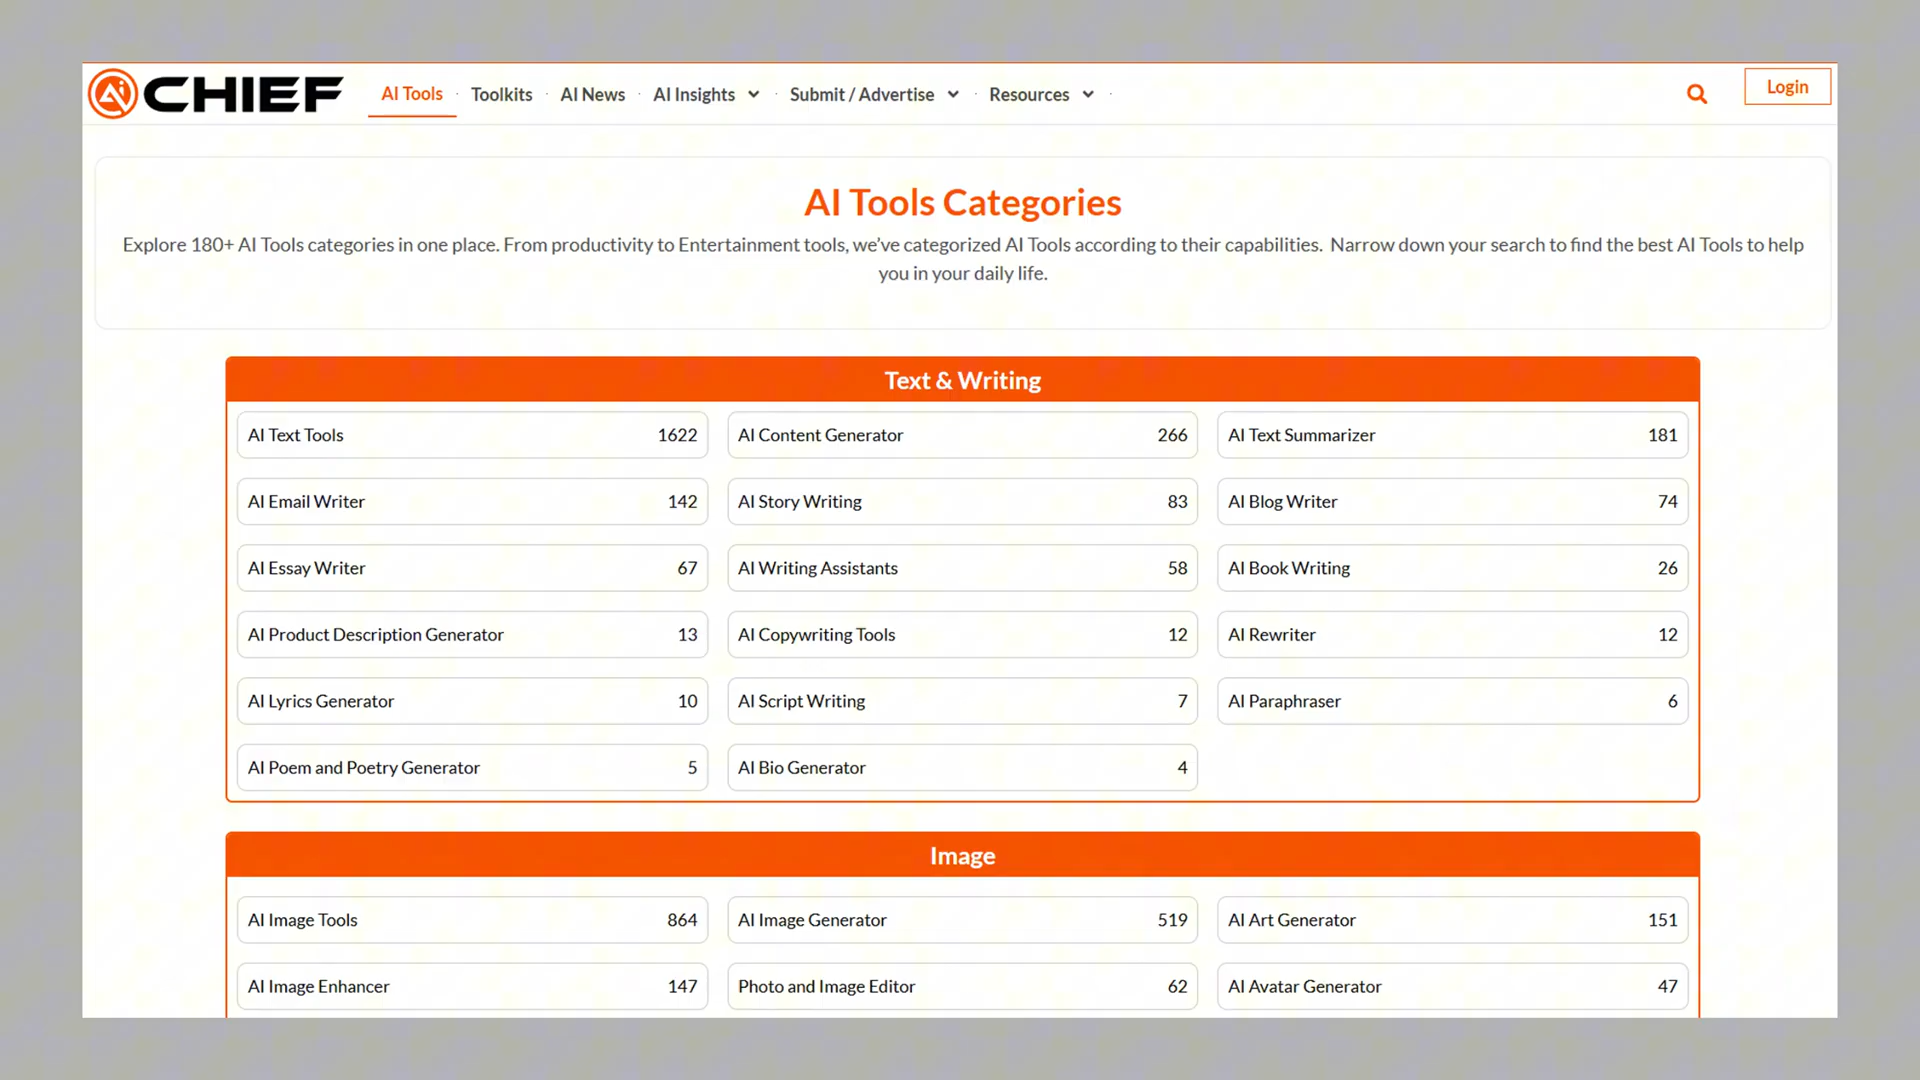 Ai CHIEF
AI Tools
Toolkits
AI News
AI Insights
Submit / Advertise
Resources
Login
AI Tools Categories
Explore 180+ AI Tools categories in one place. From productivity to Entertainment tools, we’ve categorized AI Tools according to their capabilities. Narrow down your search to find the best AI Tools to help
you in your daily life.
Text & Writing
AI Text Tools 1622
AI Content Generator 266
AI Text Summarizer 181
AI Email Writer 142
AI Story Writing 83
AI Blog Writer 74
AI Essay Writer 67
AI Writing Assistants 58
AI Book Writing 26
AI Product Description Generator 13
AI Copywriting Tools 12
AI Rewriter 12
AI Lyrics Generator 10
AI Script Writing 7
AI Paraphraser 6
AI Poem and Poetry Generator 5
AI Bio Generator 4
Image
AI Image Tools 864
AI Image Generator 519
AI Art Generator 151
AI Image Enhancer 147
Photo and Image Editor 62
AI Avatar Generator 47